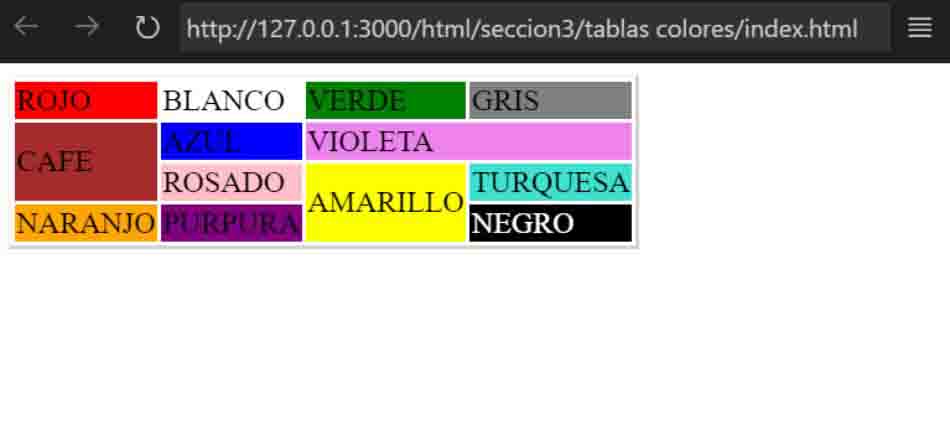 http://127.0.0.1:3000/html/seccion3/tablas colores/index.html
ROJO BLANCO VERDE GRIS
CAFE AZUL VIOLETA
ROSADO AMARILLO TURQUESA
NARANJO PURPURA NEGRO